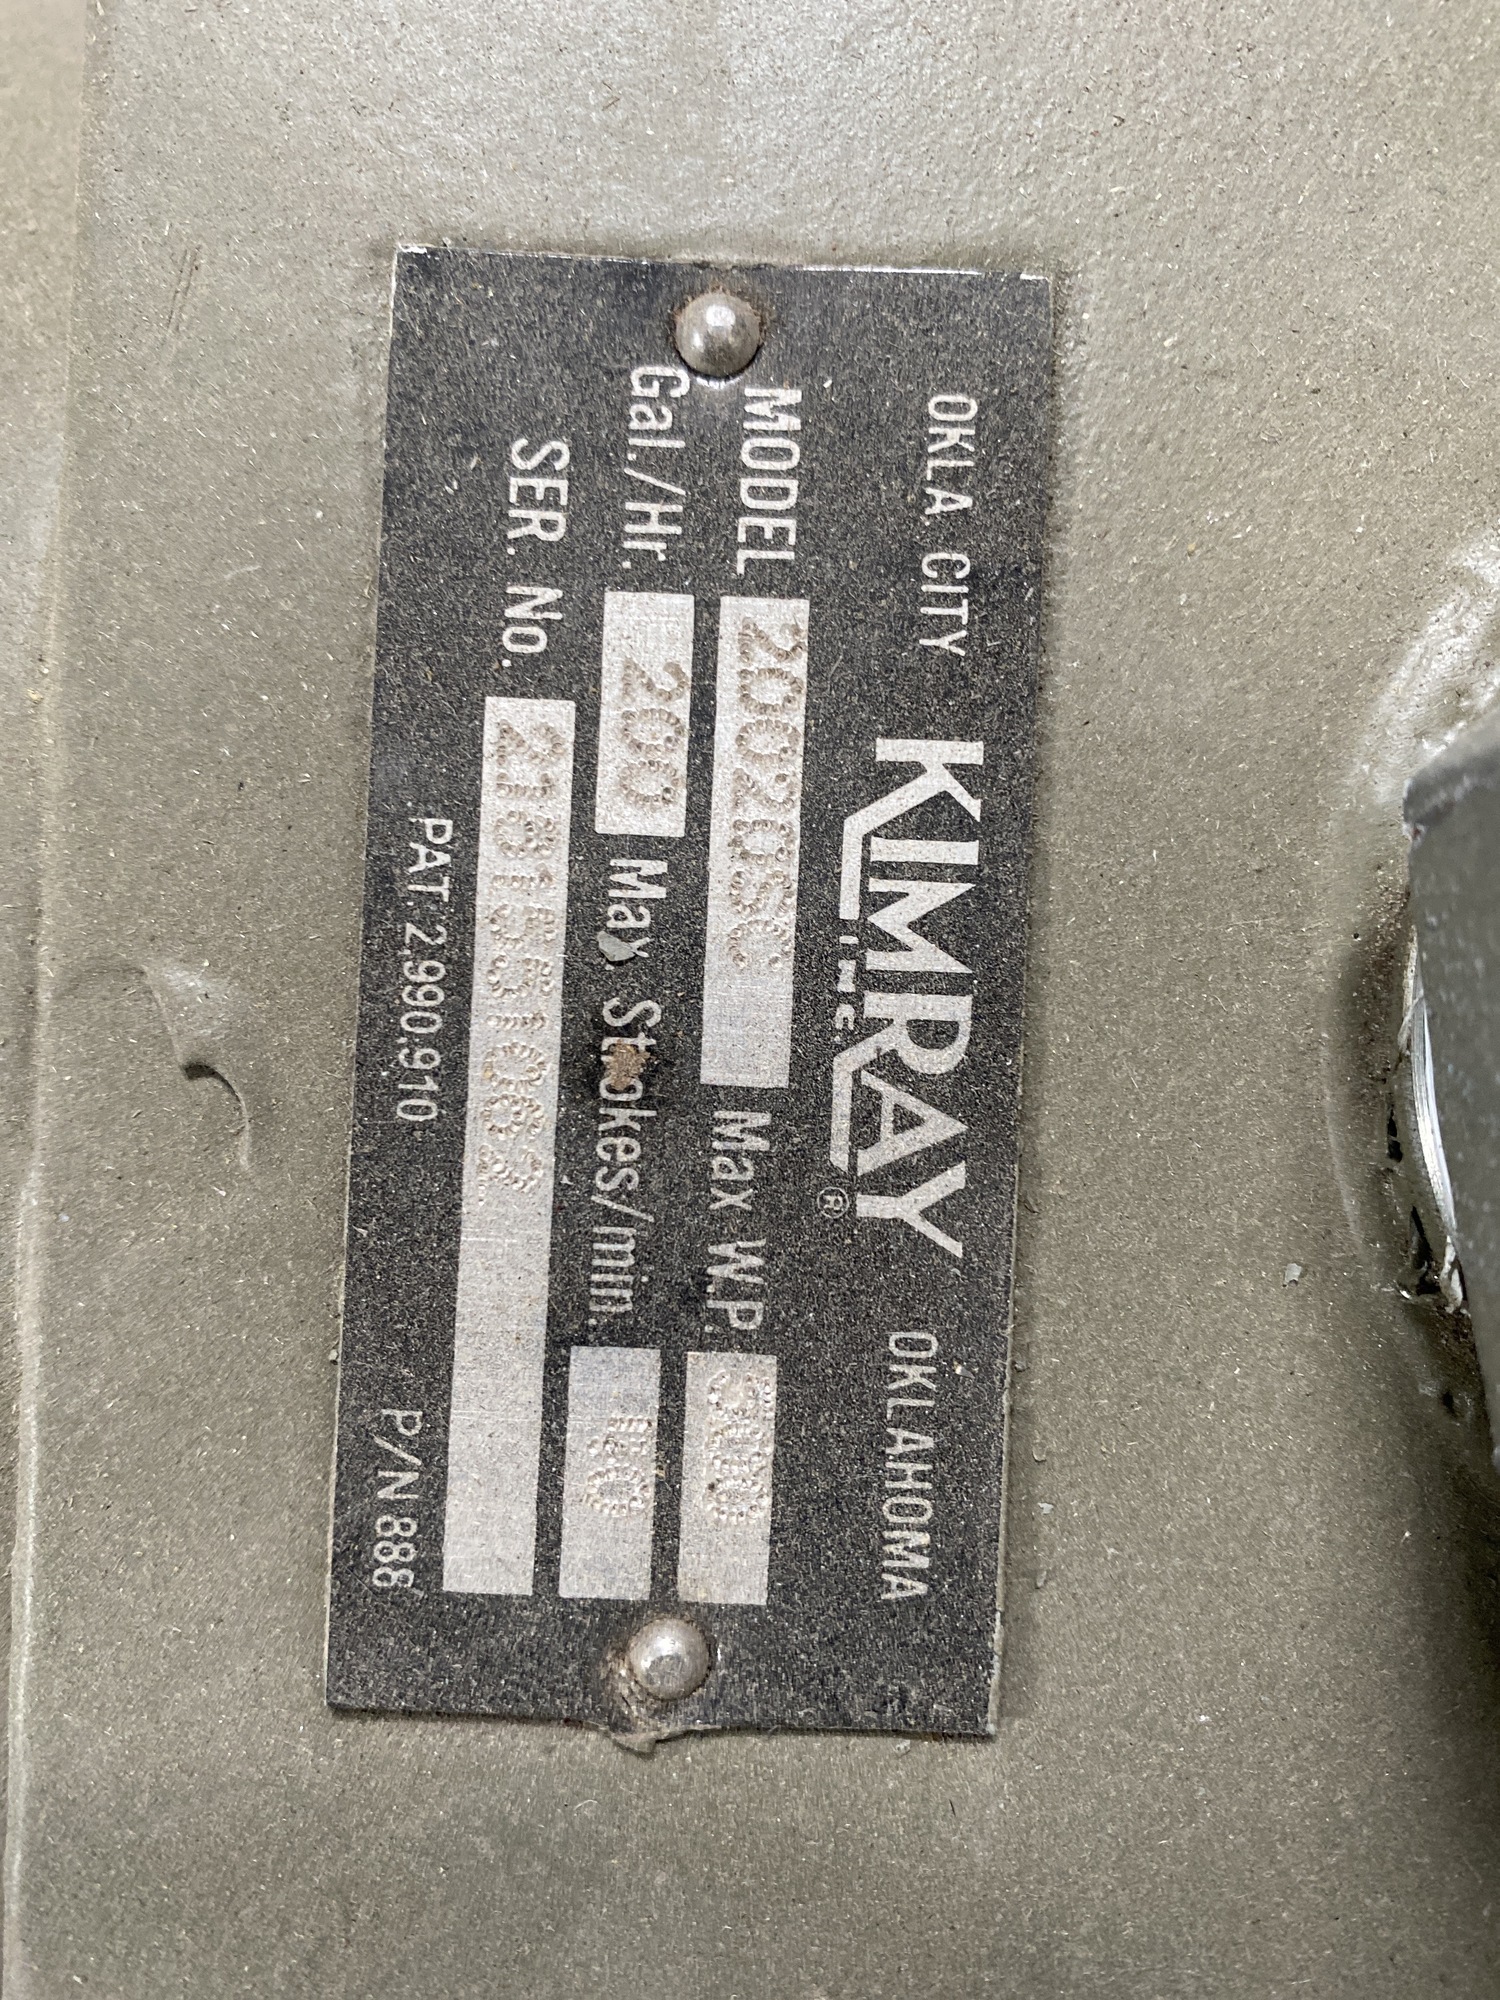 OKLA. CITY KIMRAY OKLAHOMA
INC. ®
MODEL 20020SC Max W.P.
Gal./Hr. 200 Max. Strokes/min. 10
SER. No.
PAT. 2,990,910 P/N 888